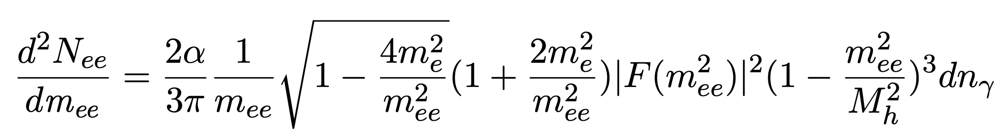 \frac{d^2 N_{ee}}{dm_{ee}} = \frac{2\alpha}{3\pi} \frac{1}{m_{ee}} \sqrt{1 - \frac{4m_e^2}{m_{ee}^2}} (1 + \frac{2m_e^2}{m_{ee}^2}) |F(m_{ee}^2)|^2 (1 - \frac{m_{ee}^2}{M_h^2})^3 dn_\gamma